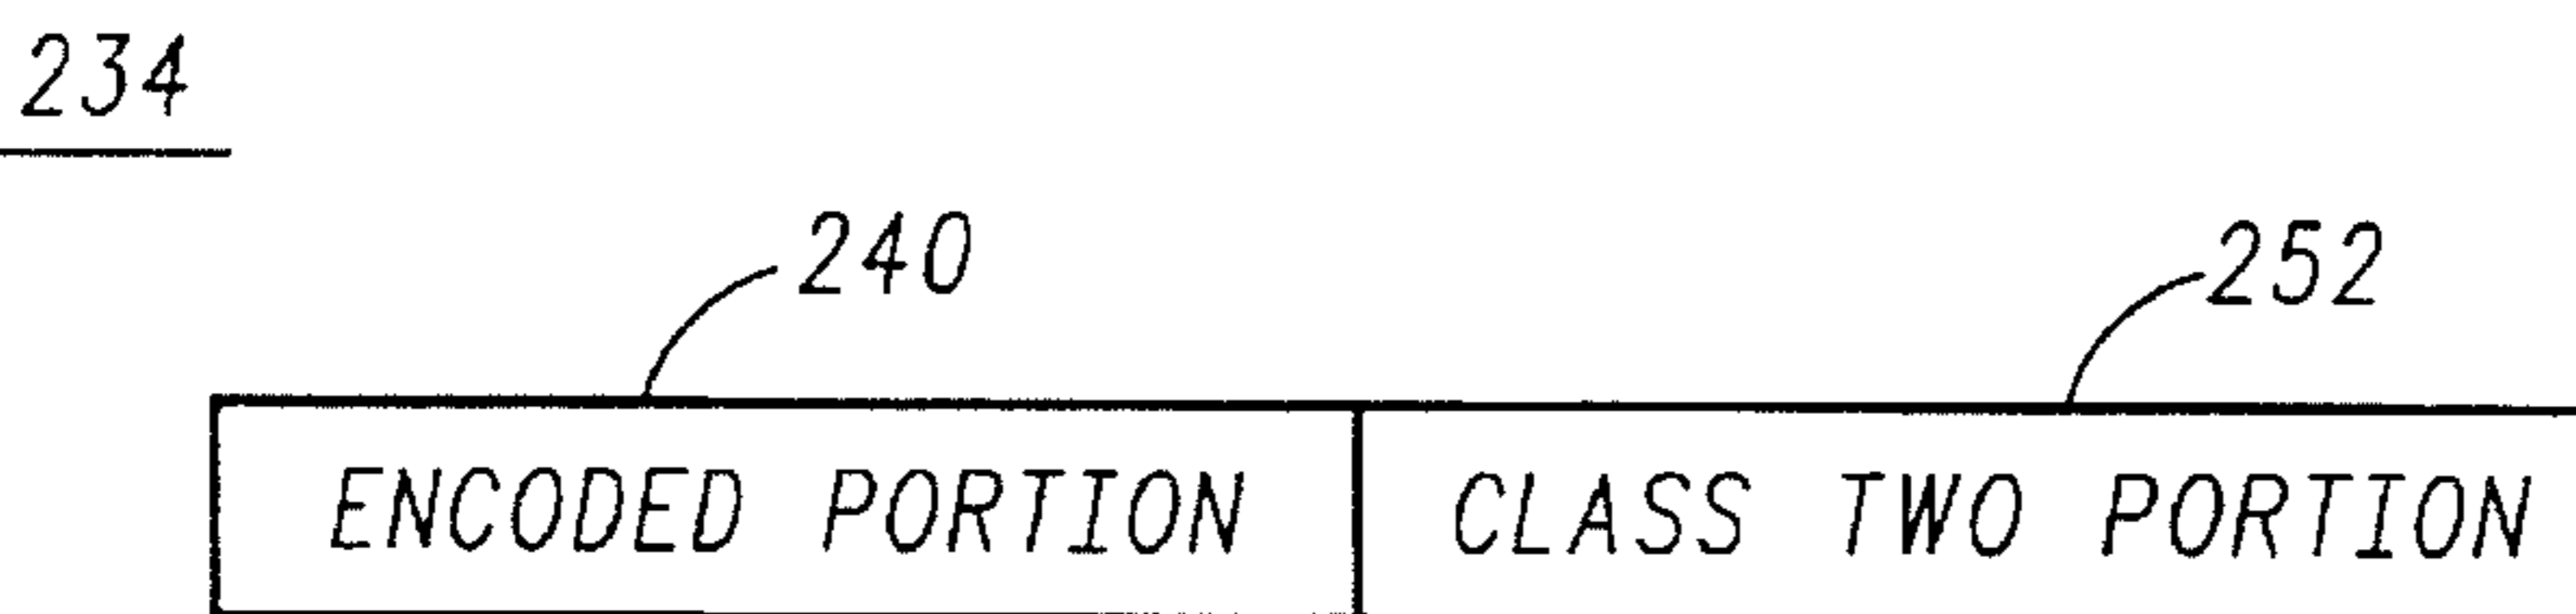 234
240
252
ENCODED PORTION
CLASS TWO PORTION